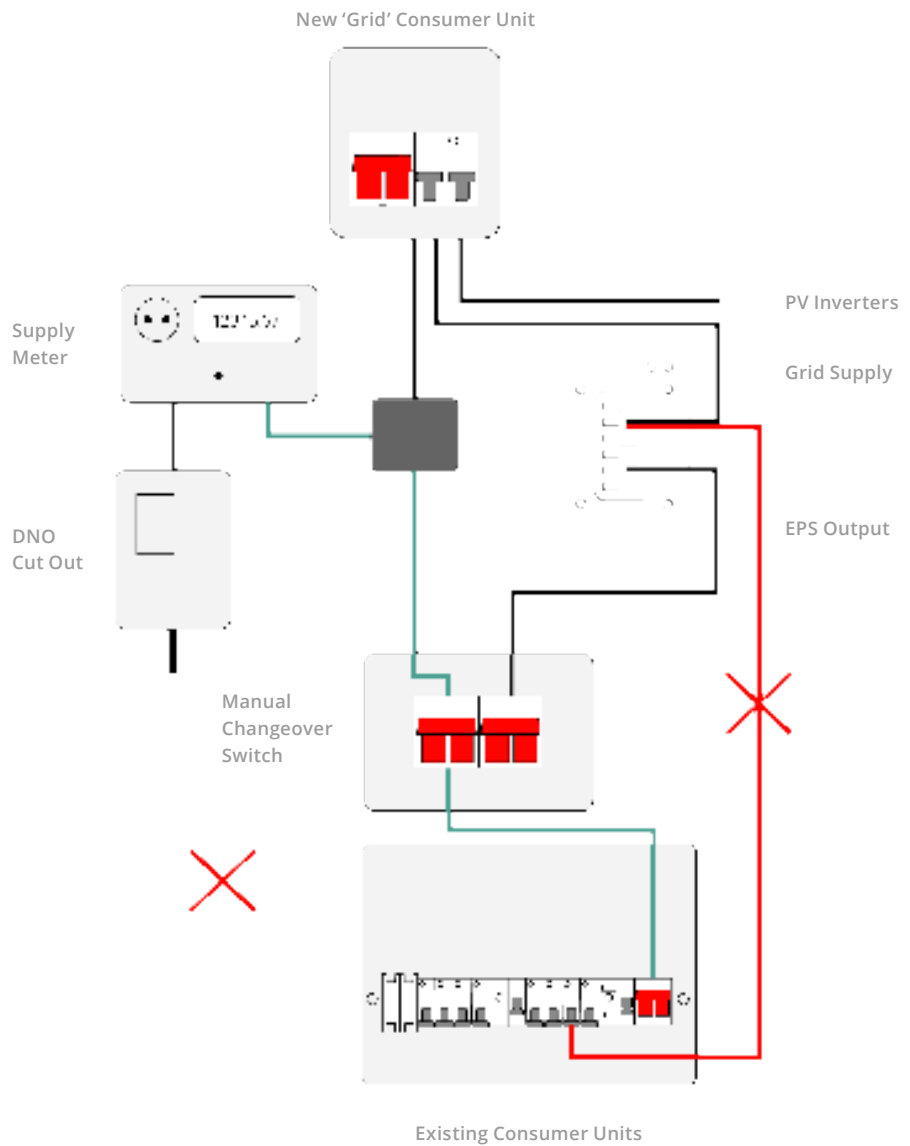 New ‘Grid’ Consumer Unit
PV Inverters
Supply
Meter
Grid Supply
DNO
Cut Out
EPS Output
Manual
Changeover
Switch
Existing Consumer Units